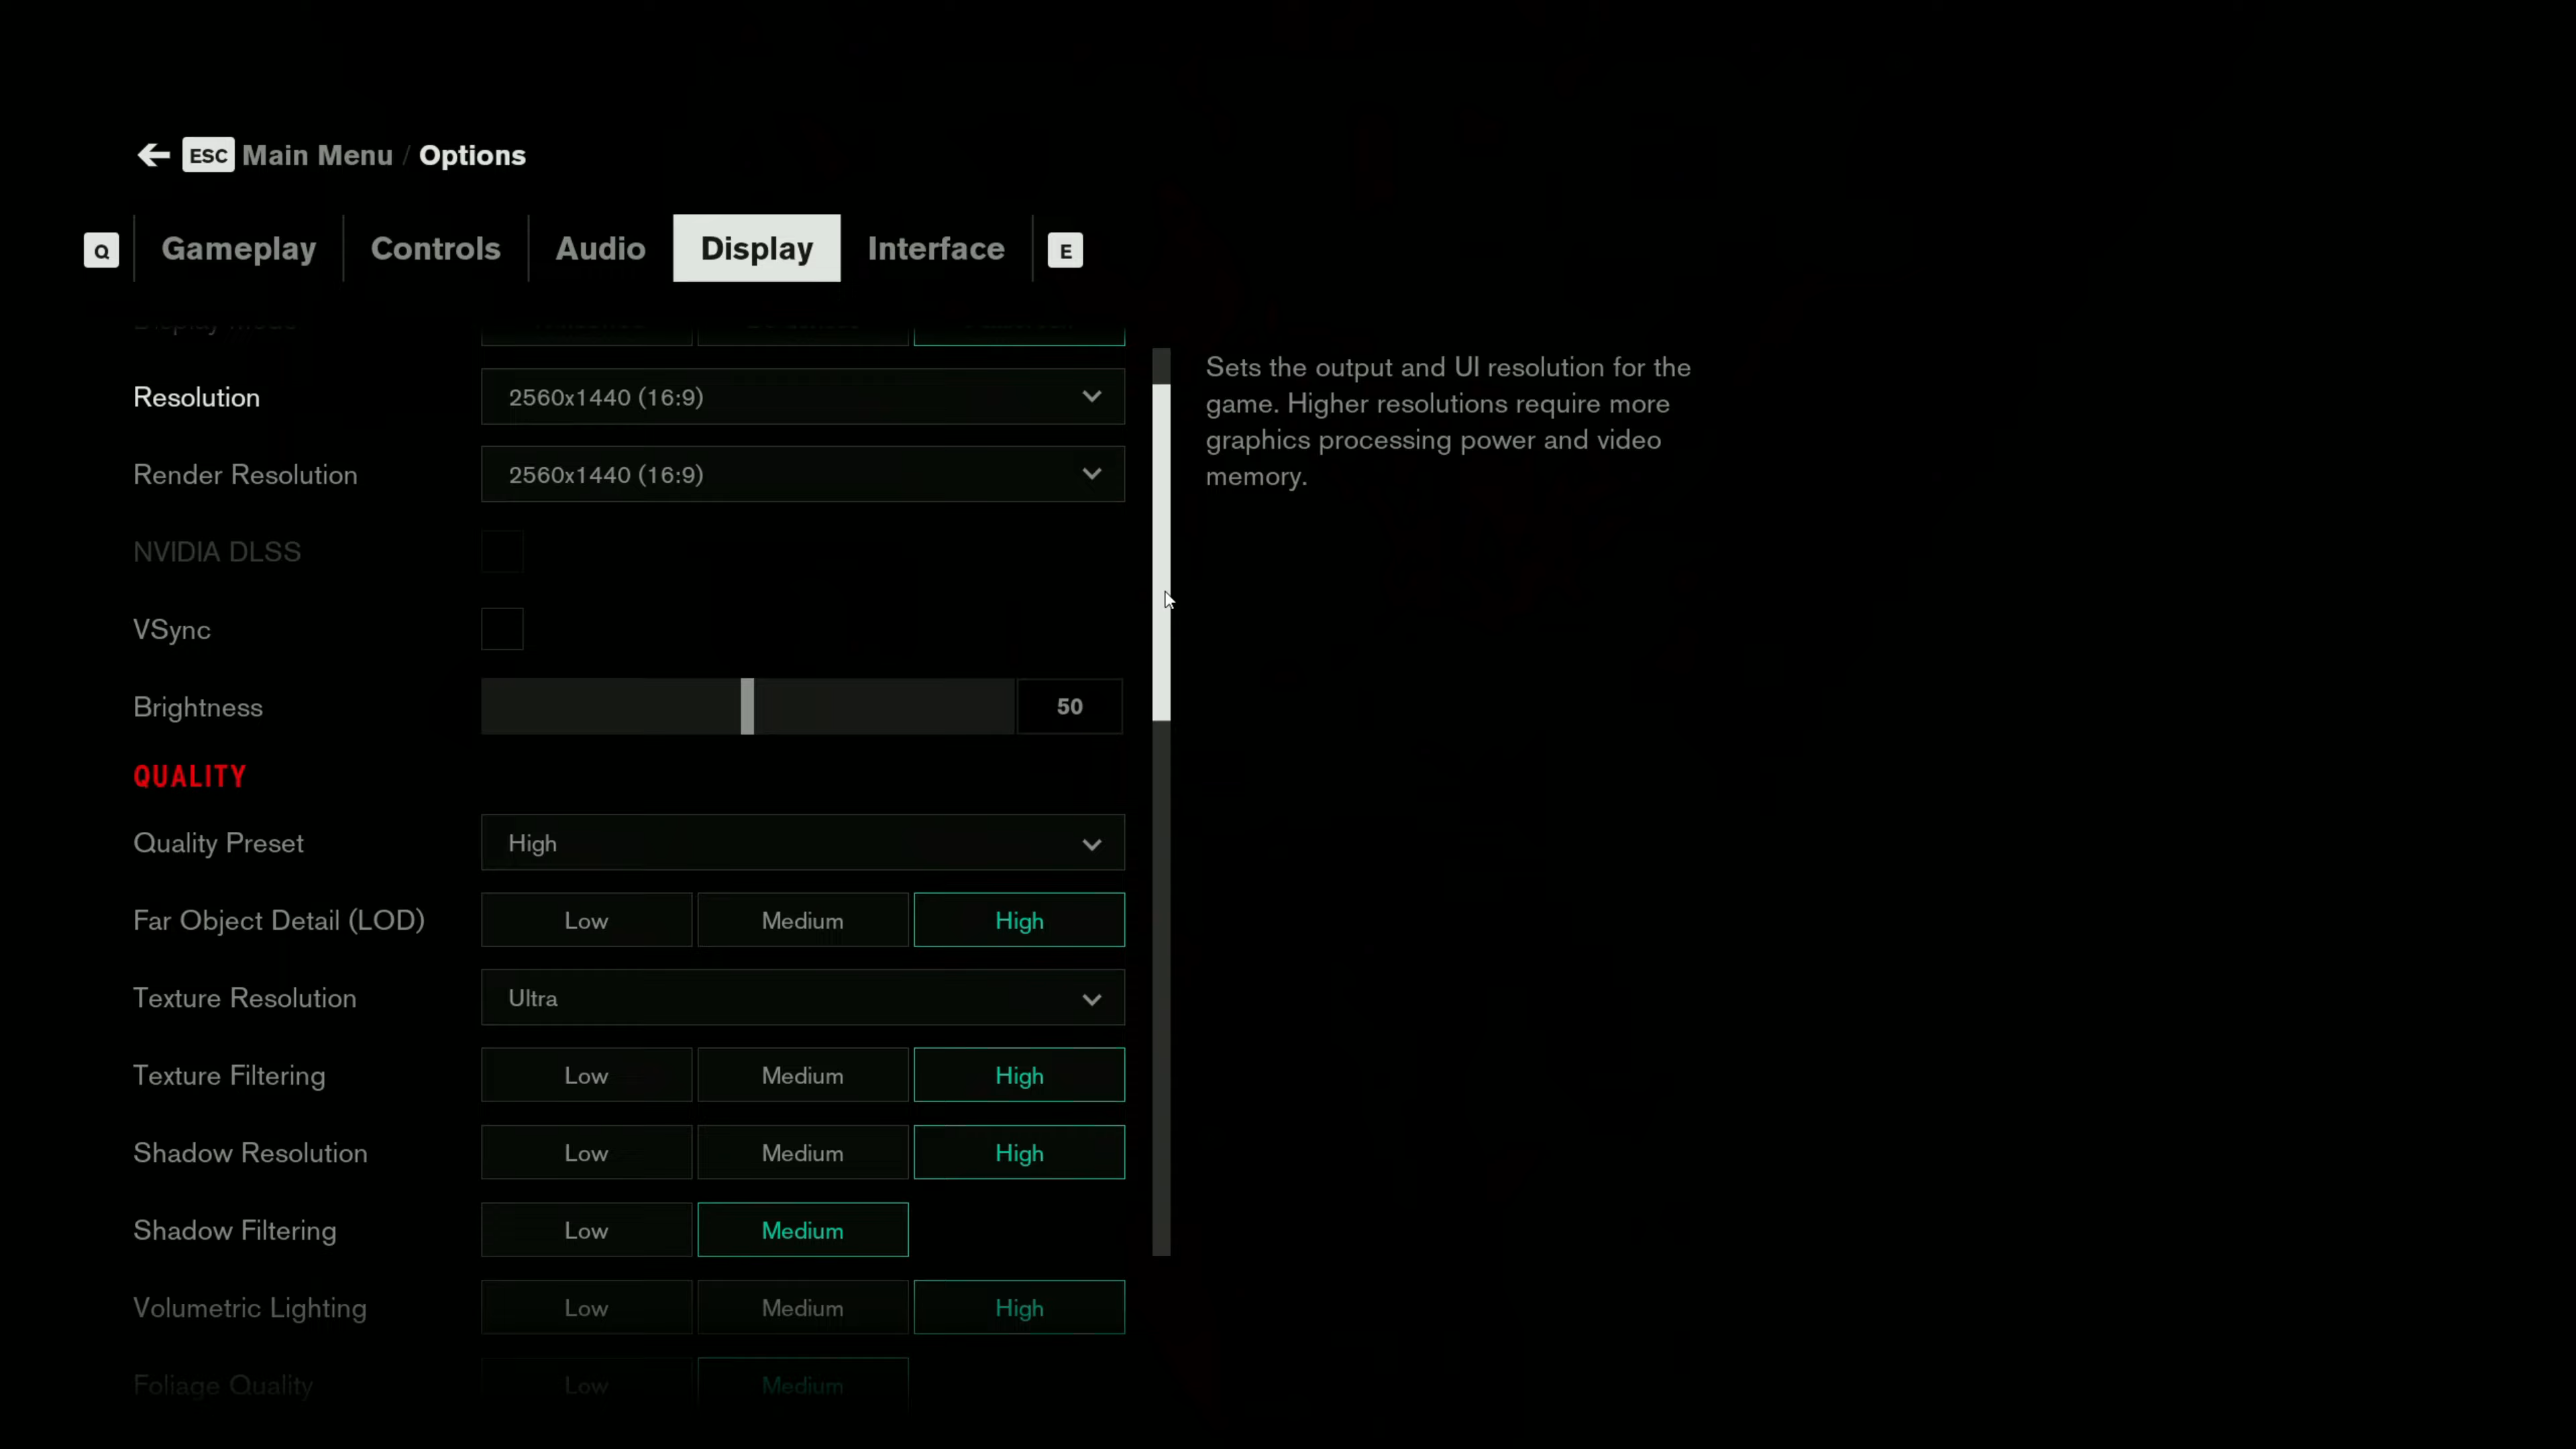 ESC Main Menu / Options
Q Gameplay Controls Audio Display Interface E
Display Mode
Resolution 2560x1440 (16:9)
Sets the output and UI resolution for the
game. Higher resolutions require more
graphics processing power and video
memory.
Render Resolution 2560x1440 (16:9)
NVIDIA DLSS
VSync
Brightness 50
QUALITY
Quality Preset High
Far Object Detail (LOD) Low Medium High
Texture Resolution Ultra
Texture Filtering Low Medium High
Shadow Resolution Low Medium High
Shadow Filtering Low Medium
Volumetric Lighting Low Medium High
Foliage Quality Low Medium